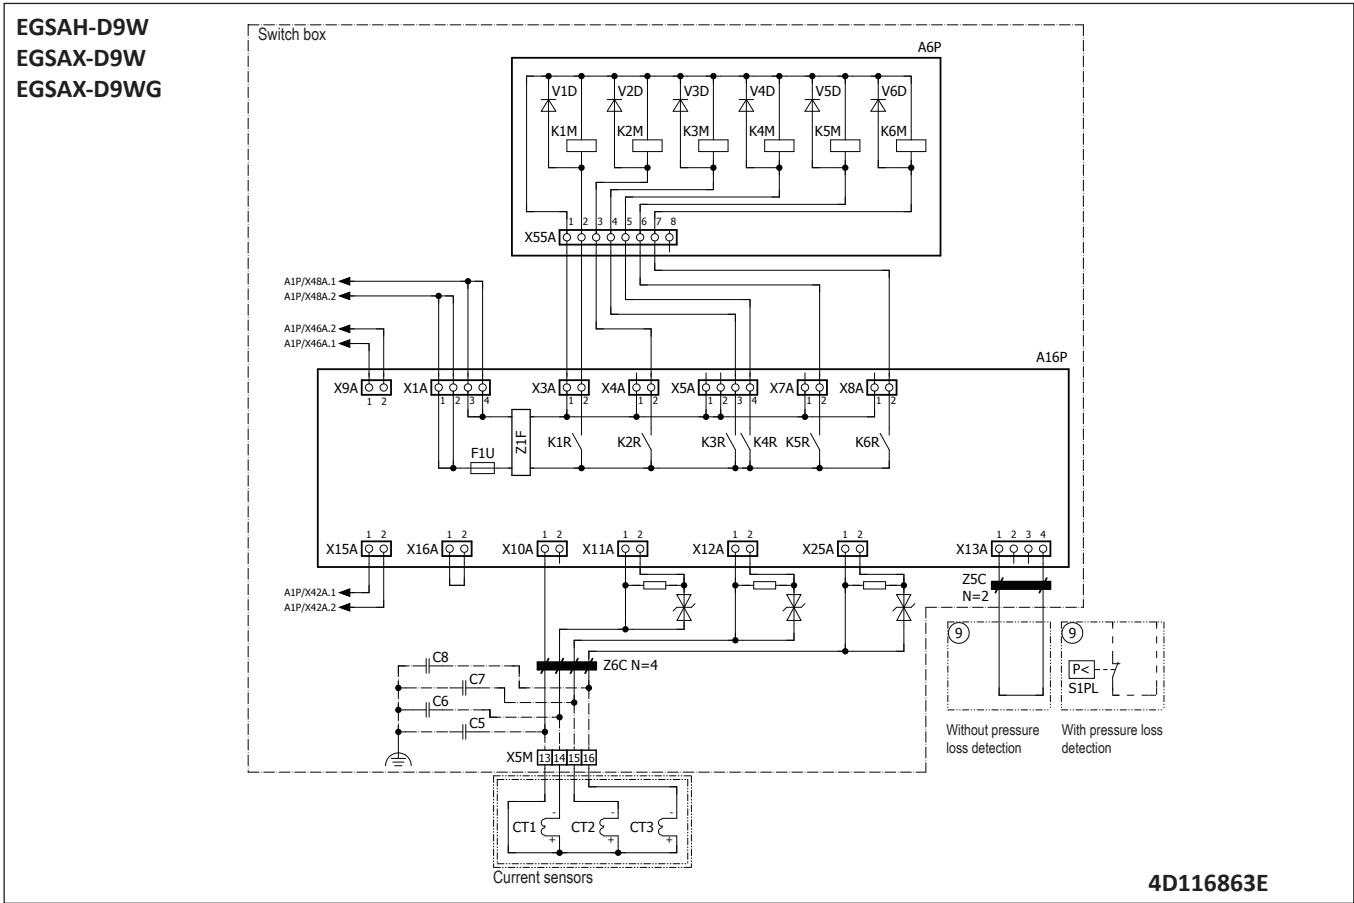 EGSAH-D9W
EGSAX-D9W
EGSAX-D9WG
Switch box
A6P
V1D V2D V3D V4D V5D V6D
K1M K2M K3M K4M K5M K6M
1 2 3 4 5 6 7 8
X55A
A1P/X48A.1
A1P/X48A.2
A1P/X46A.2
A1P/X46A.1
A16P
X9A X1A X3A X4A X5A X7A X8A
1 2 1 2 3 4 1 2 1 2 1 2 3 4 1 2 1 2
F1U Z1F K1R K2R K3R K4R K5R K6R
1 2 1 2 1 2 1 2 1 2 1 2 1 2 3 4
X15A X16A X10A X11A X12A X25A X13A
A1P/X42A.1
A1P/X42A.2
Z5C
N=2
9 9
P<
S1PL
Without pressure
loss detection
With pressure loss
detection
Z6C N=4
C8
C7
C6
C5
X5M 13 14 15 16
- - -
CT1 CT2 CT3
+ + +
Current sensors
4D116863E